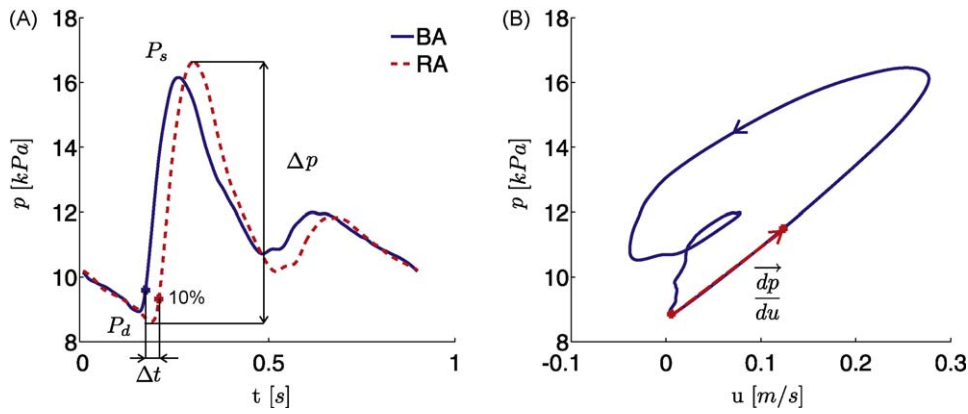 (A)
18
16
14
12
10
8
p [kPa]
P_s
BA
RA
Δp
10%
P_d
Δt
0
0.5
1
t [s]
(B)
18
16
14
12
10
8
p [kPa]
dp
du
-0.1
0
0.1
0.2
0.3
u [m/s]